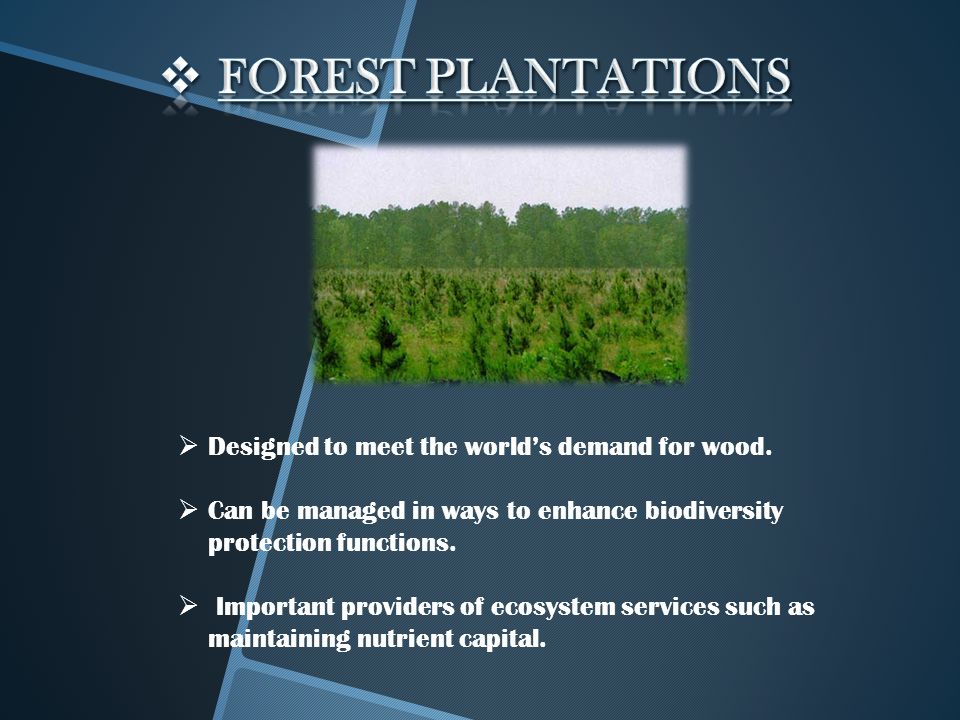 ❖ FOREST PLANTATIONS
➢ Designed to meet the world’s demand for wood.
➢ Can be managed in ways to enhance biodiversity
protection functions.
➢ Important providers of ecosystem services such as
maintaining nutrient capital.